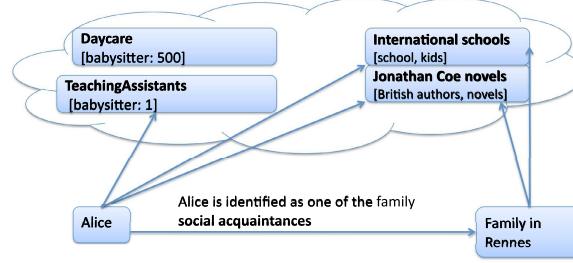 Daycare
[babysitter: 500]
TeachingAssistants
[babysitter: 1]
International schools
[school, kids]
Jonathan Coe novels
[British authors, novels]
Alice is identified as one of the family
social acquaintances
Alice
Family in
Rennes